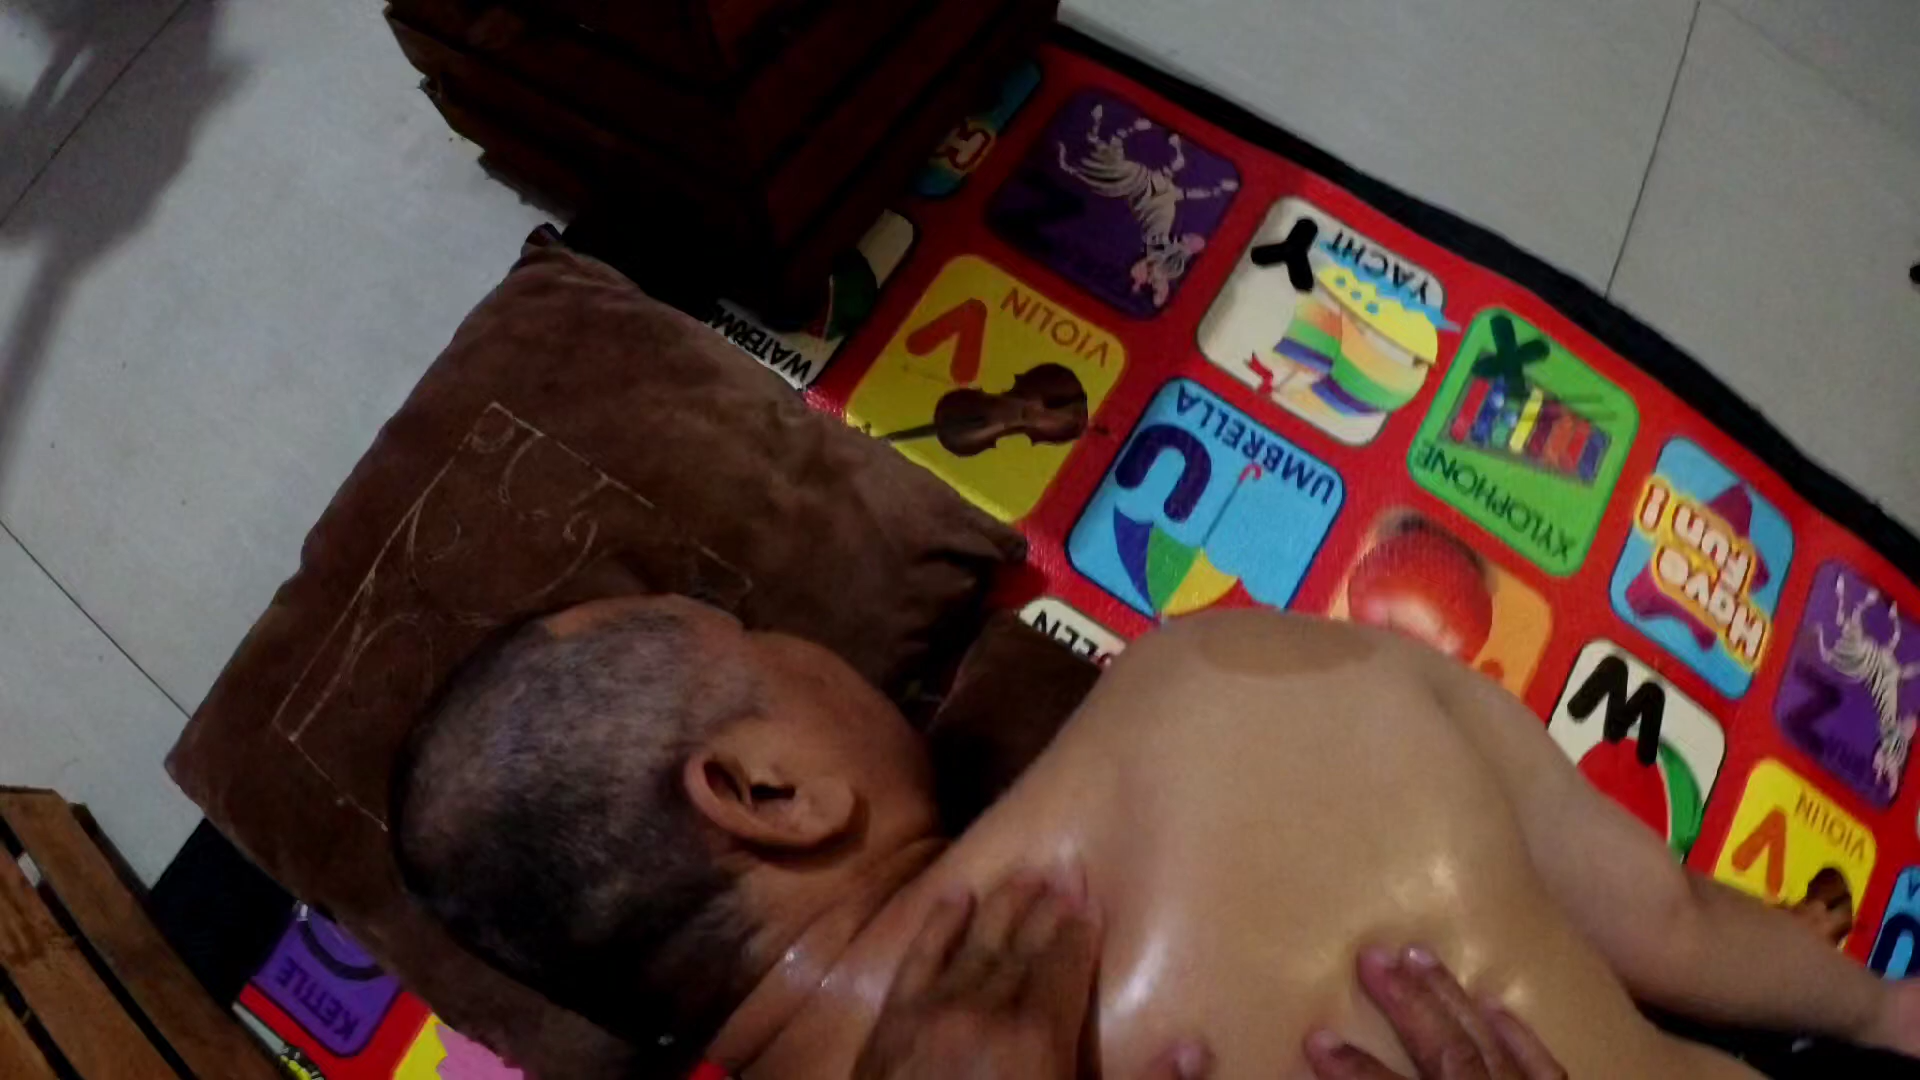 Z
Y
YACHT
VIOLIN
V
X
XYLOPHONE
UMBRELLA
U
Have
Fun
!
Z
W
VIOLIN
V
U
KETTLE